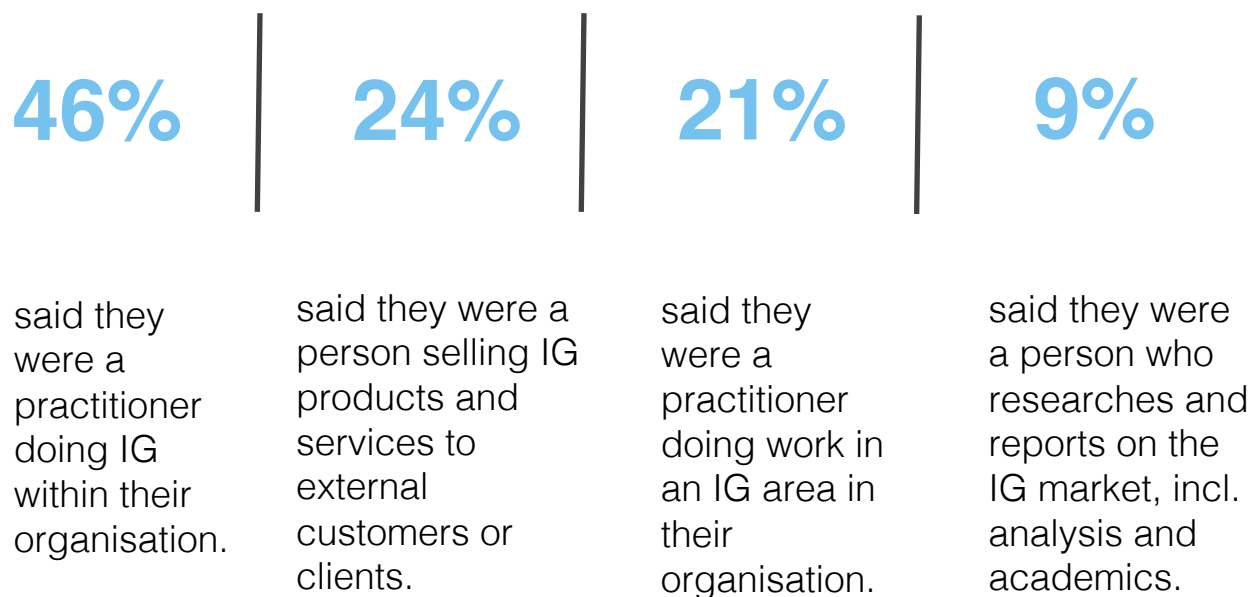 46%
24%
21%
9%
said they
were a
practitioner
doing IG
within their
organisation.
said they were a
person selling IG
products and
services to
external
customers or
clients.
said they
were a
practitioner
doing work in
an IG area in
their
organisation.
said they were
a person who
researches and
reports on the
IG market, incl.
analysis and
academics.